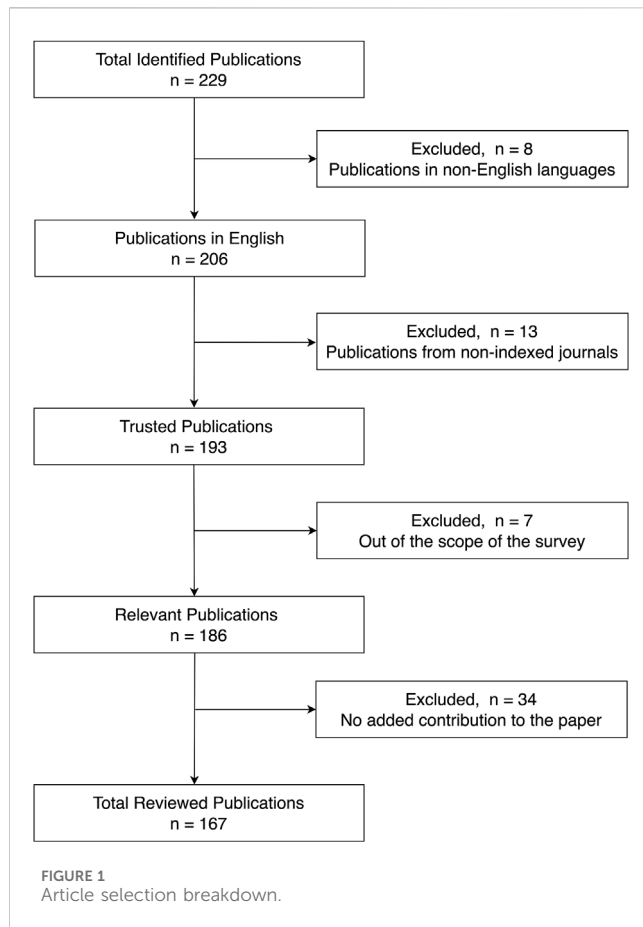 Total Identified Publications
n = 229
Excluded,  n = 8
Publications in non-English languages
Publications in English
n = 206
Excluded,  n = 13
Publications from non-indexed journals
Trusted Publications
n = 193
Excluded,  n = 7
Out of the scope of the survey
Relevant Publications
n = 186
Excluded,  n = 34
No added contribution to the paper
Total Reviewed Publications
n = 167
FIGURE 1
Article selection breakdown.